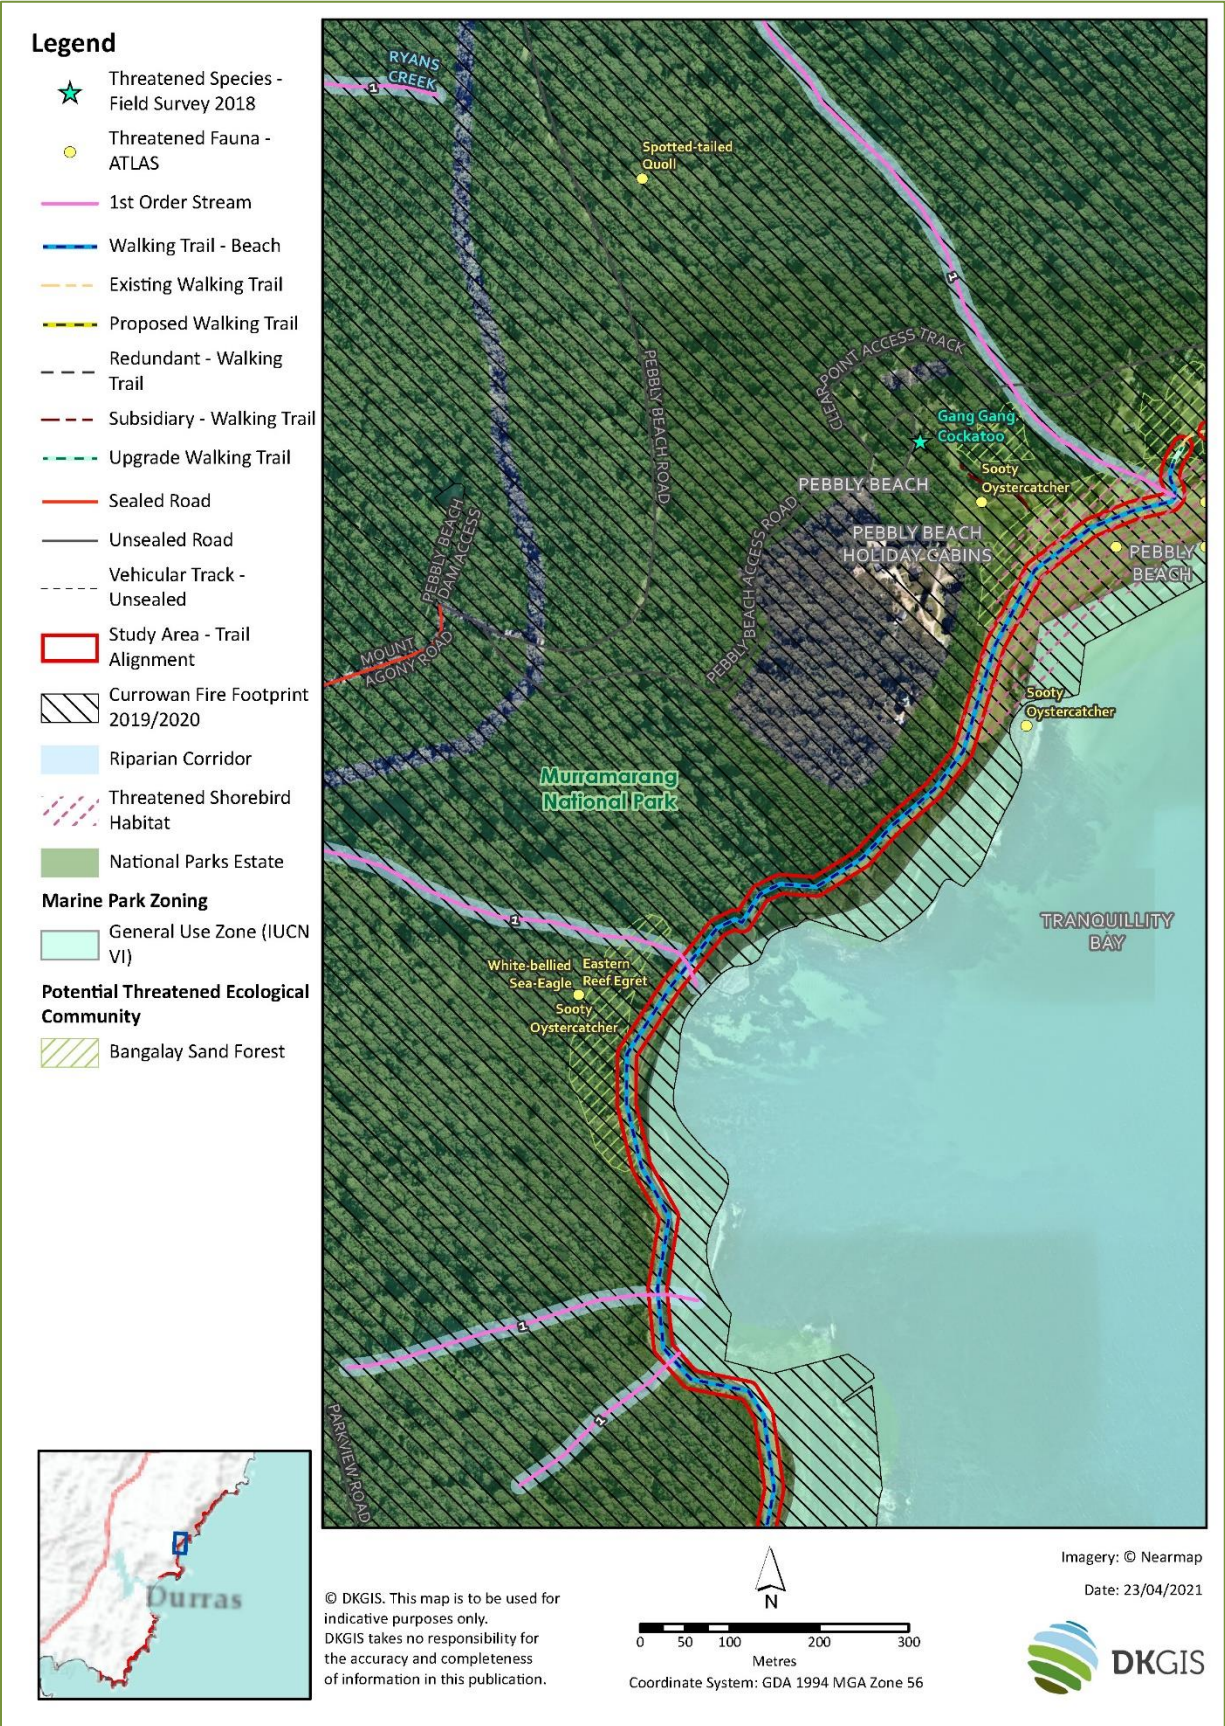 Legend
Threatened Species -
Field Survey 2018
Threatened Fauna -
ATLAS
1st Order Stream
Walking Trail - Beach
Existing Walking Trail
Proposed Walking Trail
Redundant - Walking
Trail
Subsidiary - Walking Trail
Upgrade Walking Trail
Sealed Road
Unsealed Road
Vehicular Track -
Unsealed
Study Area - Trail
Alignment
Currowan Fire Footprint
2019/2020
Riparian Corridor
Threatened Shorebird
Habitat
National Parks Estate
Marine Park Zoning
General Use Zone (IUCN
VI)
Potential Threatened Ecological
Community
Bangalay Sand Forest
RYANS
CREEK
1
Spotted-tailed
Quoll
1
CLEAR POINT ACCESS TRACK
PEBBLY BEACH ROAD
Gang Gang
Cockatoo
Sooty
Oystercatcher
PEBBLY BEACH
PEBBLY BEACH
HOLIDAY CABINS
PEBBLY
BEACH
PEBBLY BEACH
DAM ACCESS
PEBBLY BEACH ACCESS ROAD
MOUNT
AGONY ROAD
Sooty
Oystercatcher
Murramarang
National Park
1
TRANQUILLITY
BAY
White-bellied
Sea-Eagle
Eastern
Reef Egret
Sooty
Oystercatcher
1
1
PARKVIEW ROAD
Durras
© DKGIS. This map is to be used for
indicative purposes only.
DKGIS takes no responsibility for
the accuracy and completeness
of information in this publication.
N
0 50 100 200 300
Metres
Coordinate System: GDA 1994 MGA Zone 56
Imagery: © Nearmap
Date: 23/04/2021
DKGIS